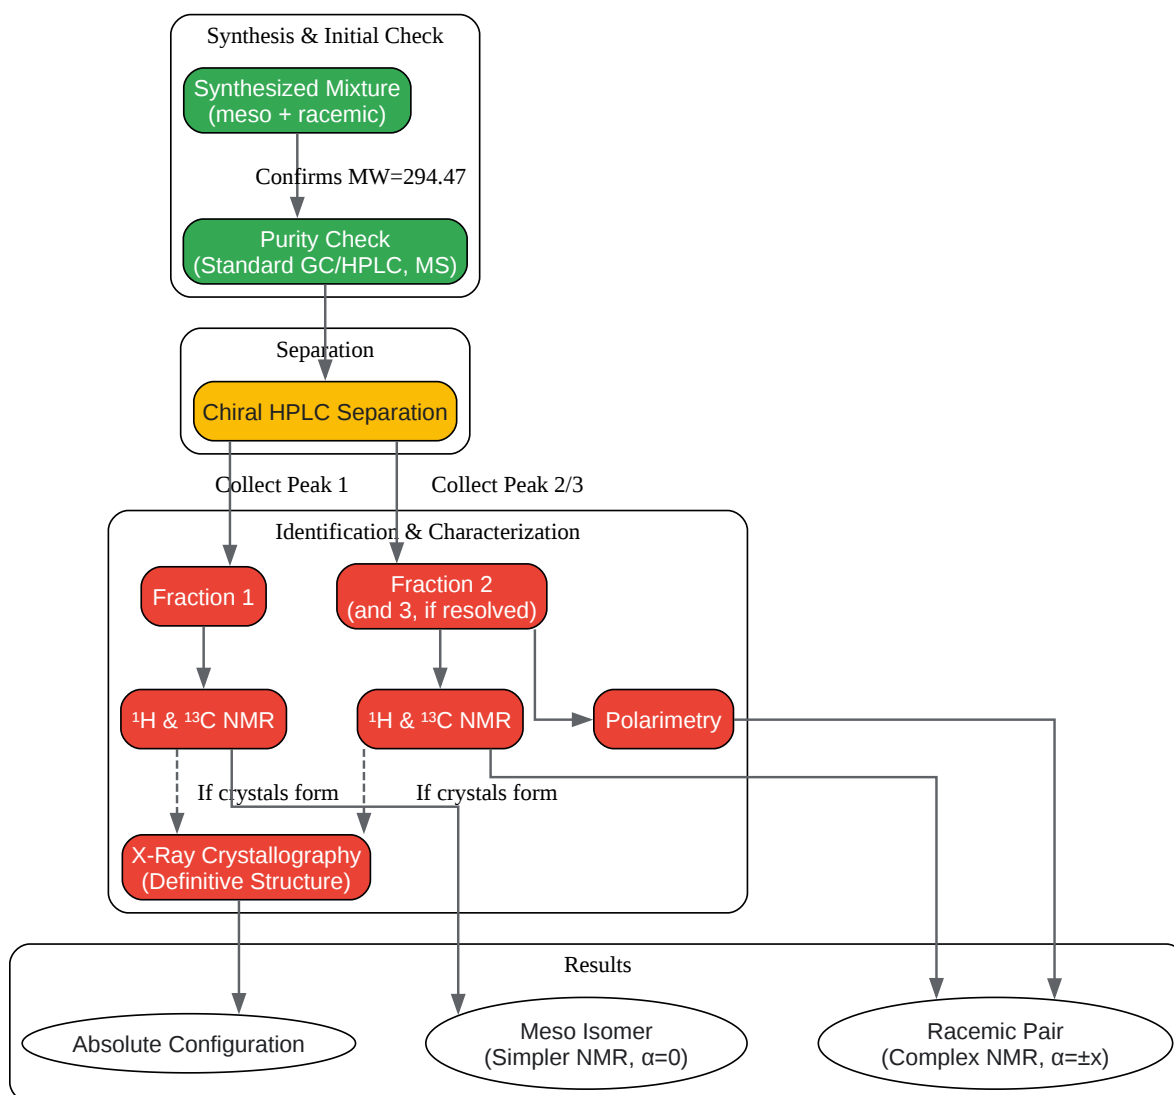 Synthesis & Initial Check
Synthesized Mixture
(meso + racemic)
Confirms MW=294.47
Purity Check
(Standard GC/HPLC, MS)
Separation
Chiral HPLC Separation
Collect Peak 1
Collect Peak 2/3
Identification & Characterization
Fraction 1
Fraction 2
(and 3, if resolved)
¹H & ¹³C NMR
¹H & ¹³C NMR
Polarimetry
If crystals form
If crystals form
X-Ray Crystallography
(Definitive Structure)
Results
Absolute Configuration
Meso Isomer
(Simpler NMR, α=0)
Racemic Pair
(Complex NMR, α=±x)